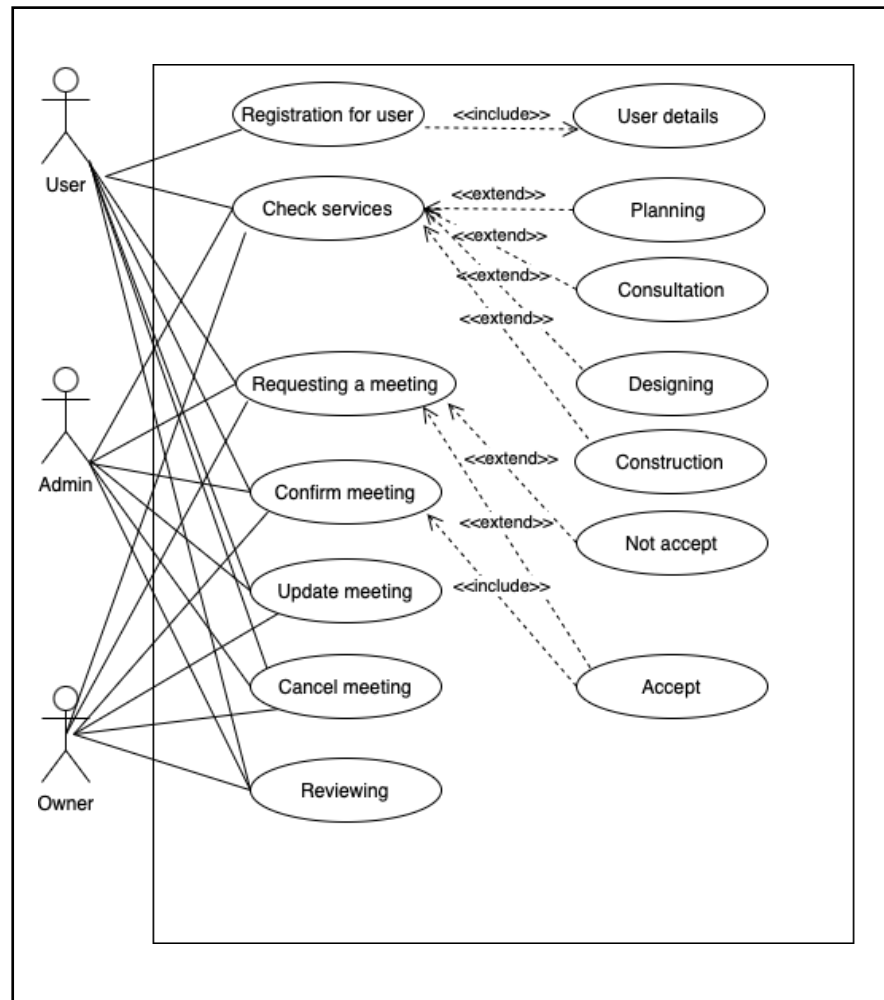 Registration for user
<<include>>
User details
User
Check services
<<extend>>
Planning
<<extend>>
Consultation
<<extend>>
<<extend>>
Requesting a meeting
Designing
Admin
<<extend>>
Construction
Confirm meeting
<<extend>>
Not accept
Update meeting
<<include>>
Cancel meeting
Accept
Owner
Reviewing